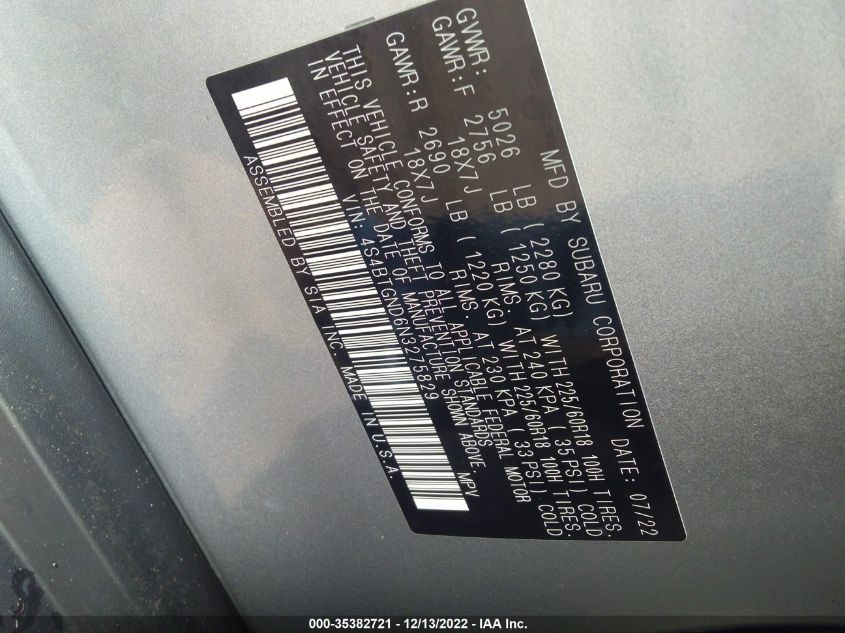 MFD BY SUBARU CORPORATION DATE: 07/22
GVWR: 5026 LB ( 2280 KG)
GAWR:F 2756 LB ( 1250 KG) WITH 225/60R18 100H TIRES.
18X7J RIMS. AT 240 KPA ( 35 PSI) COLD
GAWR:R 2690 LB ( 1220 KG) WITH 225/60R18 100H TIRES.
18X7J RIMS. AT 230 KPA ( 33 PSI) COLD
THIS VEHICLE CONFORMS TO ALL APPLICABLE FEDERAL MOTOR
VEHICLE SAFETY AND THEFT PREVENTION STANDARDS
IN EFFECT ON THE DATE OF MANUFACTURE SHOWN ABOVE. MPV
VIN: 4S4BTGND6N3275829
ASSEMBLED BY SIA INC. MADE IN U.S.A.
000-35382721 - 12/13/2022 - IAA Inc.